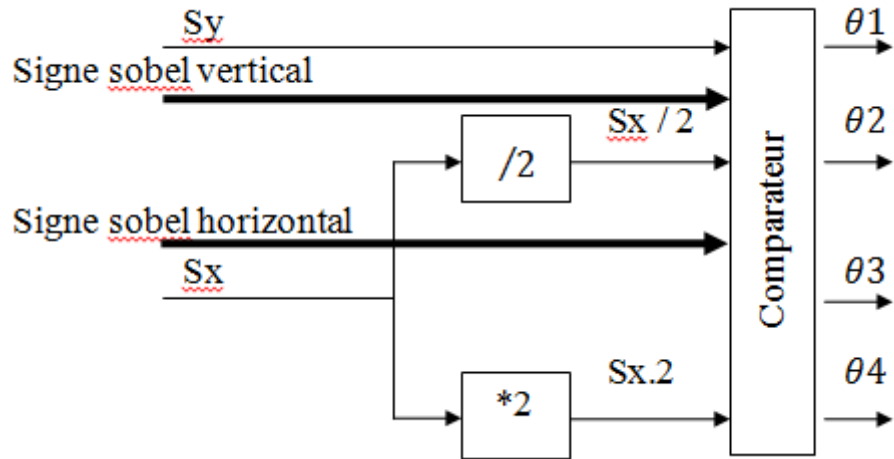 Sy
θ1
Signe sobel vertical
Sx / 2
θ2
/2
Comparateur
Signe sobel horizontal
Sx
θ3
*2
Sx.2
θ4